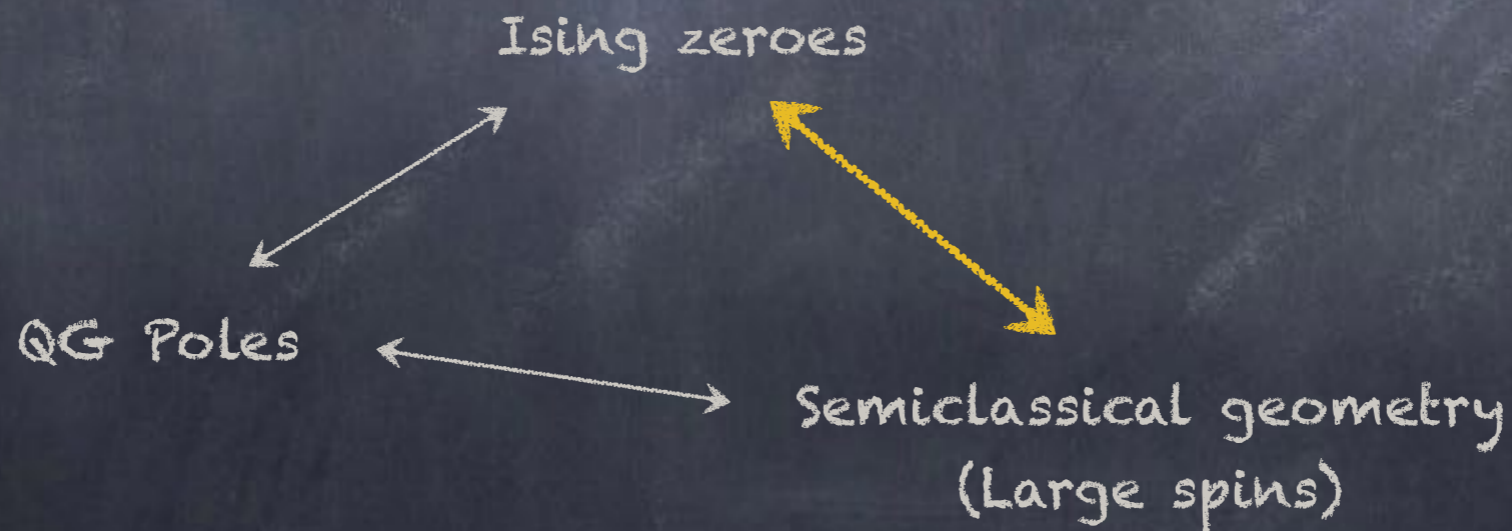 Ising zeroes
QG Poles
Semiclassical geometry
(Large spins)